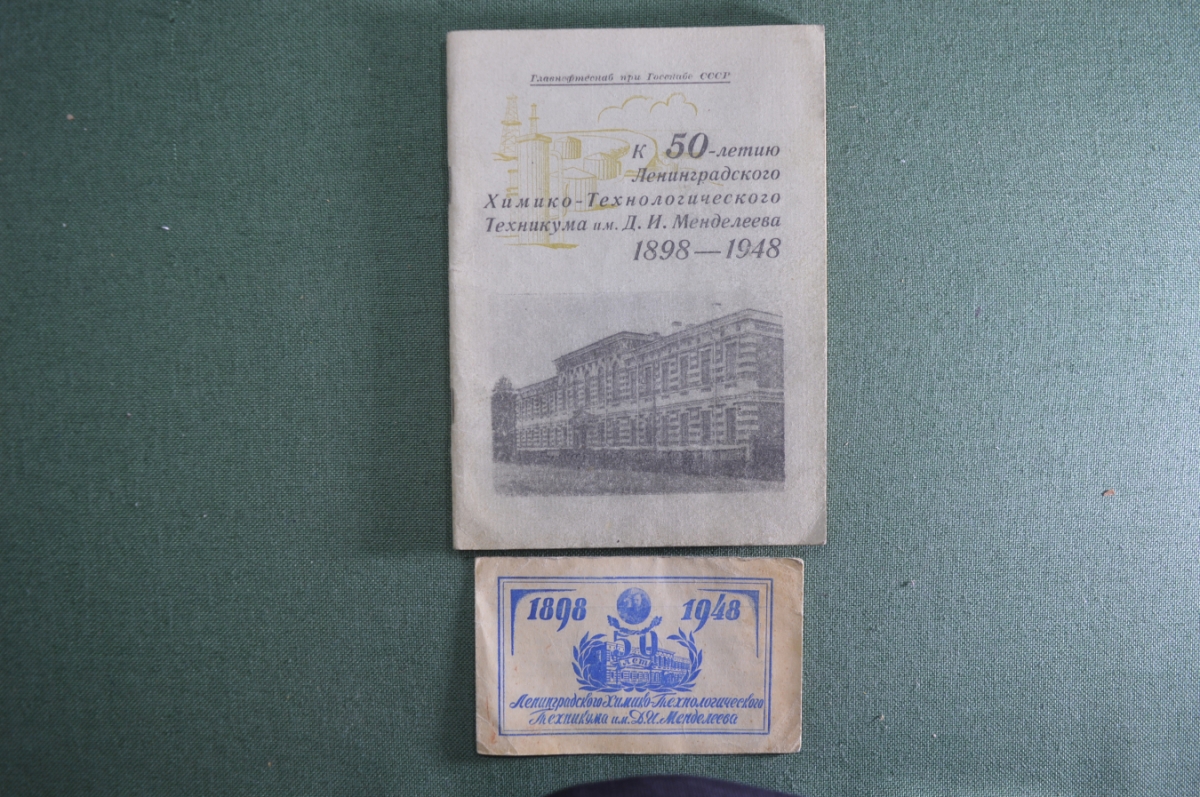 Главнефтеснаб при Госснабе СССР
К 50-летию
Ленинградского
Химико-Технологического
Техникума им. Д. И. Менделеева
1898—1948
1898 1948
50
лет
Ленинградского Химико-Технологического
Техникума им. Д.И. Менделеева